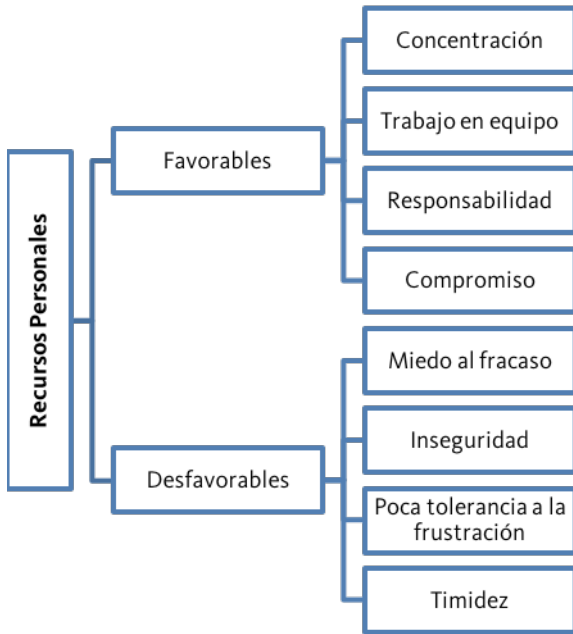 Recursos Personales
Favorables
Concentración
Trabajo en equipo
Responsabilidad
Compromiso
Desfavorables
Miedo al fracaso
Inseguridad
Poca tolerancia a la
frustración
Timidez